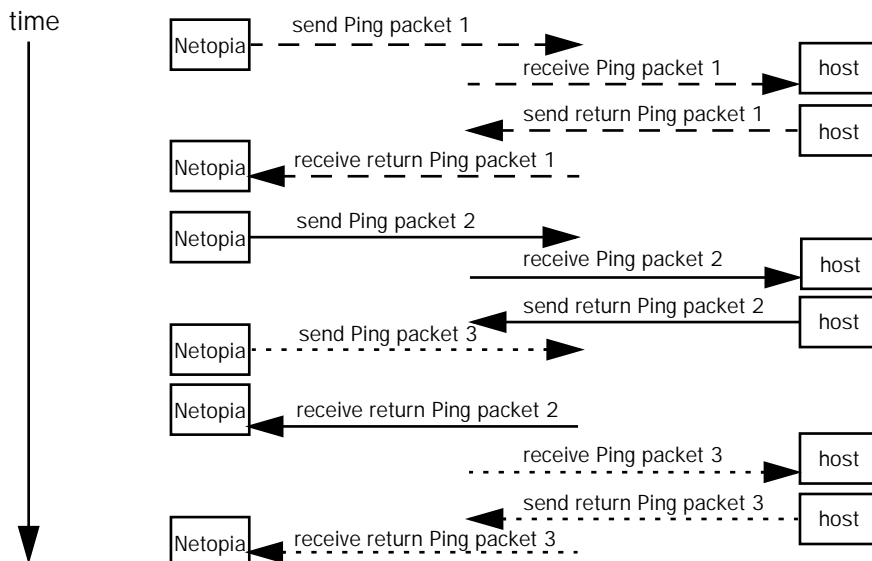 time
Netopia
send Ping packet 1
receive Ping packet 1
host
send return Ping packet 1
host
Netopia
receive return Ping packet 1
Netopia
send Ping packet 2
receive Ping packet 2
host
send return Ping packet 2
host
Netopia
send Ping packet 3
Netopia
receive return Ping packet 2
receive Ping packet 3
host
send return Ping packet 3
host
Netopia
receive return Ping packet 3